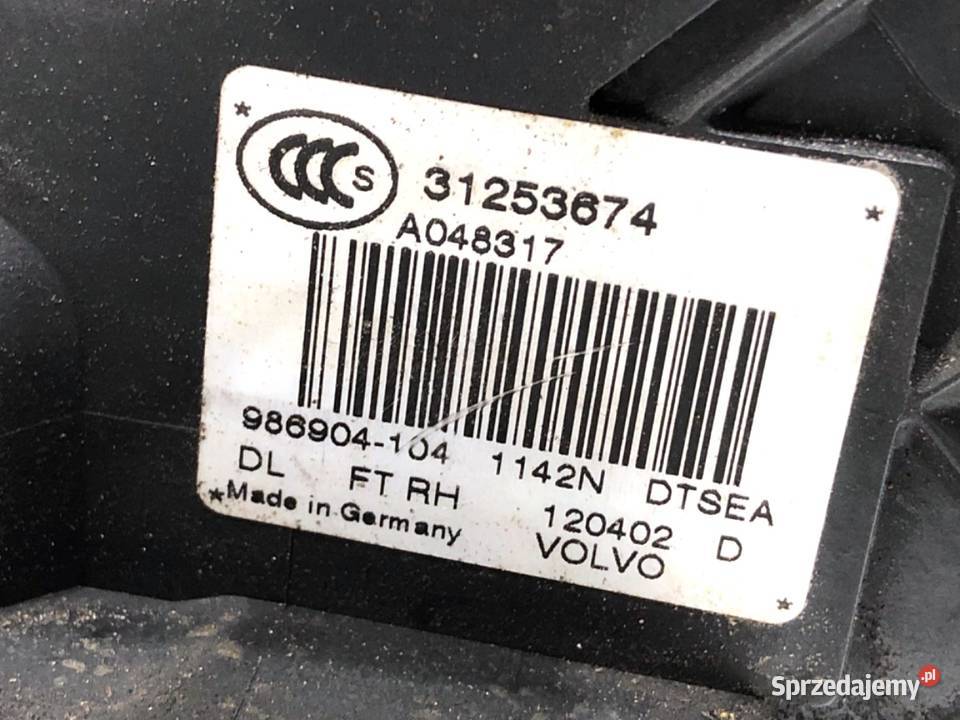 CCC S 31253674
A048317
986904-104 1142N DTSEA
DL FT RH 120402 D
Made in Germany VOLVO
Sprzedajemy.pl